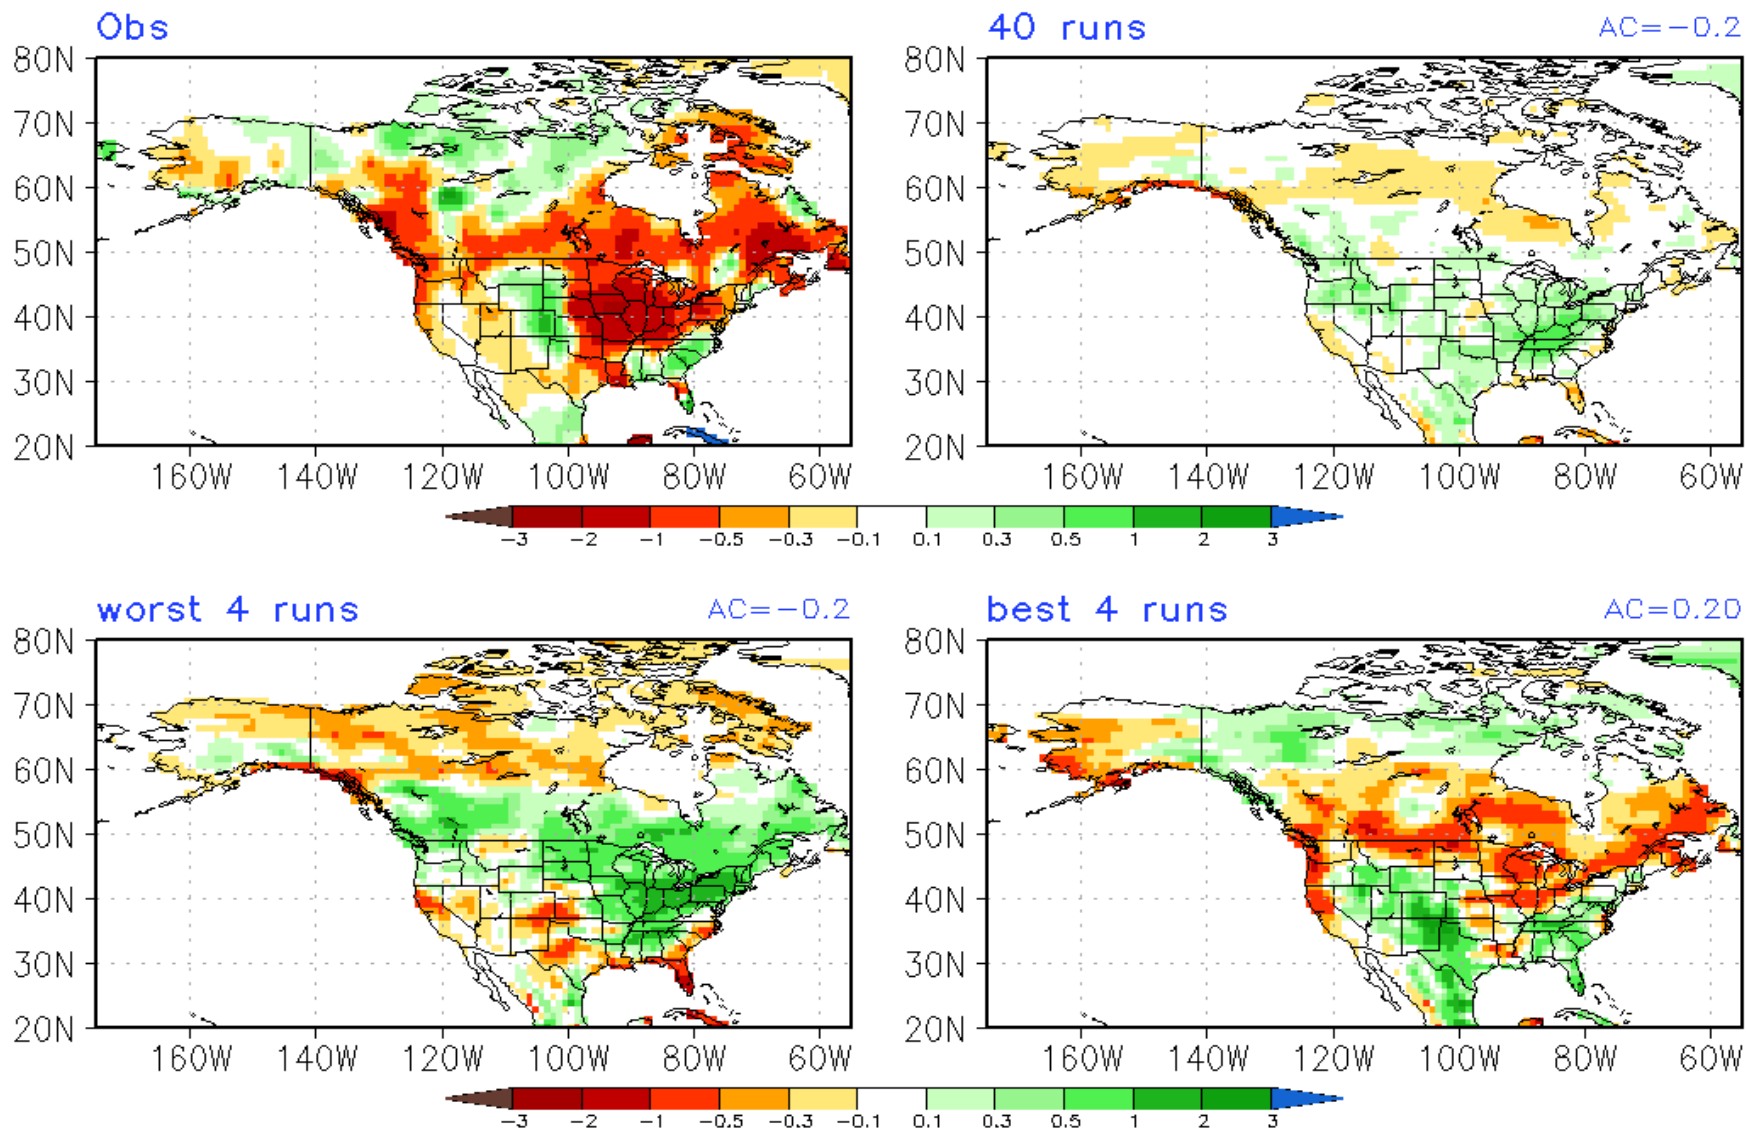 Obs
40 runs AC=-0.2
80N 80N
70N 70N
60N 60N
50N 50N
40N 40N
30N 30N
20N 20N
160W 140W 120W 100W 80W 60W 160W 140W 120W 100W 80W 60W
-3 -2 -1 -0.5 -0.3 -0.1 0.1 0.3 0.5 1 2 3
worst 4 runs AC=-0.2
best 4 runs AC=0.20
80N 80N
70N 70N
60N 60N
50N 50N
40N 40N
30N 30N
20N 20N
160W 140W 120W 100W 80W 60W 160W 140W 120W 100W 80W 60W
-3 -2 -1 -0.5 -0.3 -0.1 0.1 0.3 0.5 1 2 3